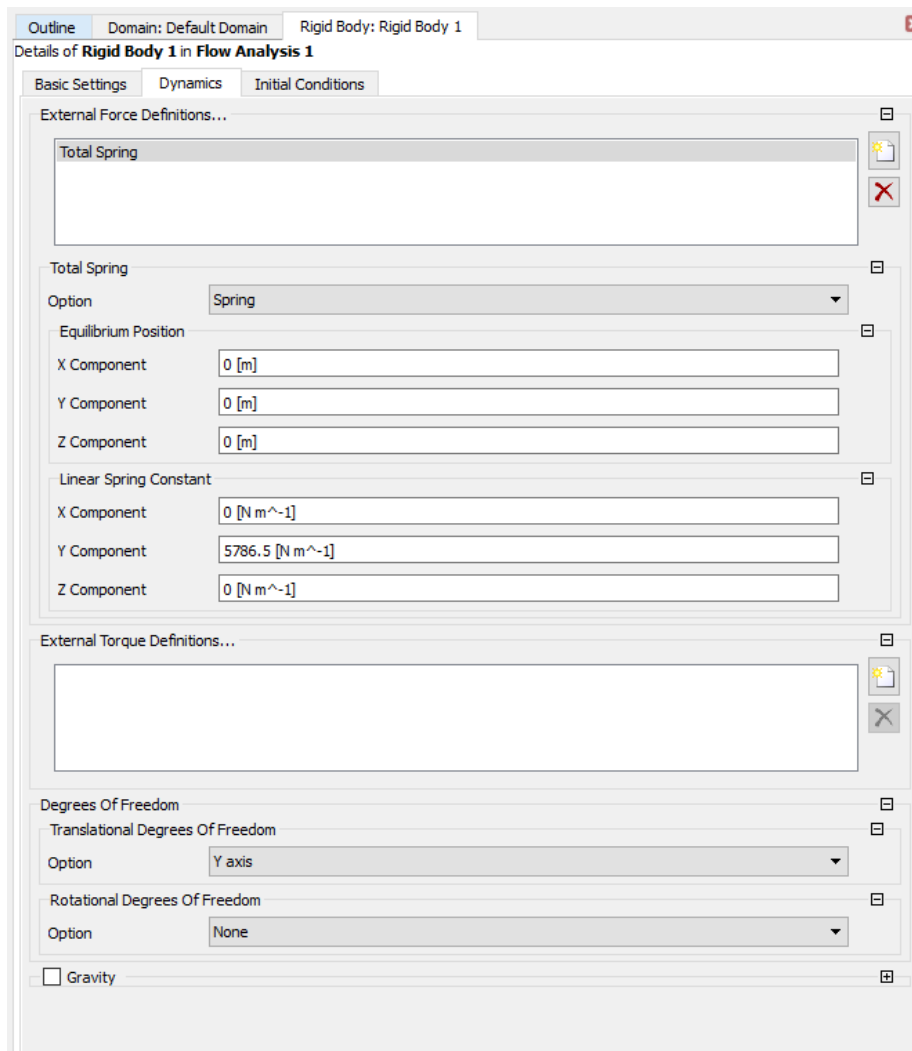 Outline Domain: Default Domain Rigid Body: Rigid Body 1
Details of Rigid Body 1 in Flow Analysis 1
Basic Settings Dynamics Initial Conditions
External Force Definitions...
Total Spring
Total Spring
Option Spring
Equilibrium Position
X Component 0 [m]
Y Component 0 [m]
Z Component 0 [m]
Linear Spring Constant
X Component 0 [N m^-1]
Y Component 5786.5 [N m^-1]
Z Component 0 [N m^-1]
External Torque Definitions...
Degrees Of Freedom
Translational Degrees Of Freedom
Option Y axis
Rotational Degrees Of Freedom
Option None
Gravity